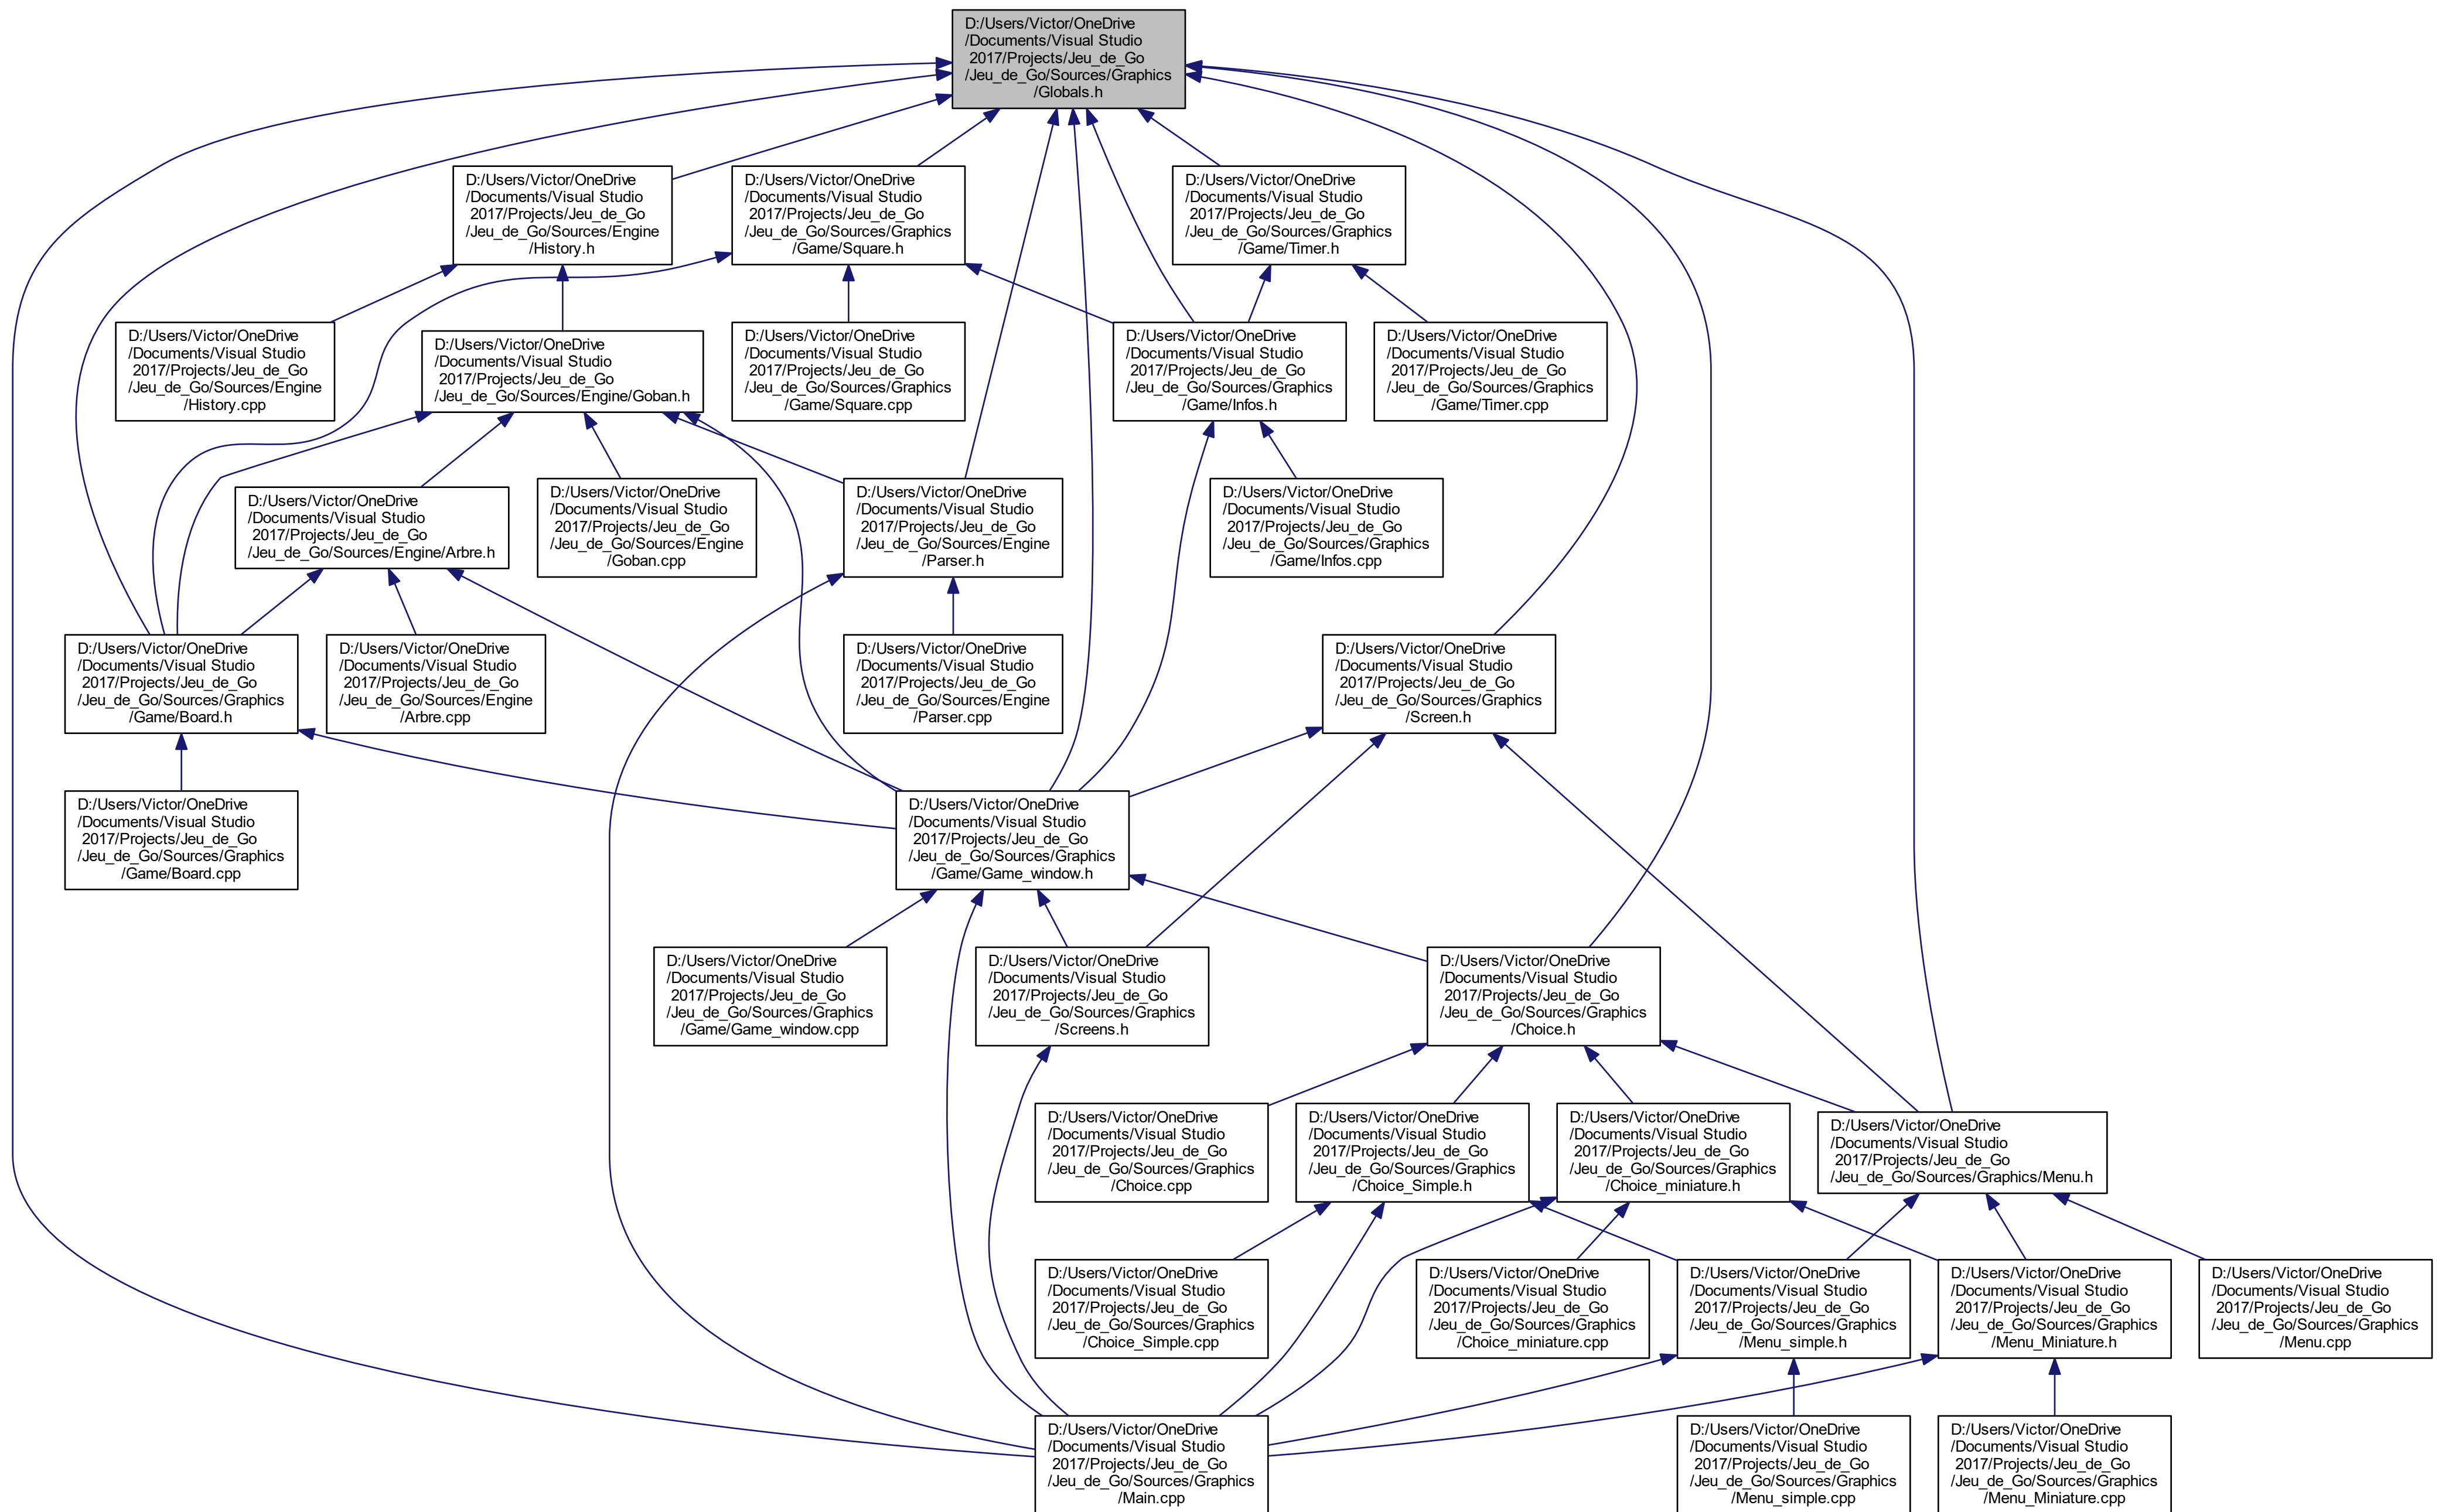 D:/Users/Victor/OneDrive
/Documents/Visual Studio
2017/Projects/Jeu_de_Go
/Jeu_de_Go/Sources/Graphics
/Globals.h
D:/Users/Victor/OneDrive
/Documents/Visual Studio
2017/Projects/Jeu_de_Go
/Jeu_de_Go/Sources/Engine
/History.h
D:/Users/Victor/OneDrive
/Documents/Visual Studio
2017/Projects/Jeu_de_Go
/Jeu_de_Go/Sources/Graphics
/Game/Square.h
D:/Users/Victor/OneDrive
/Documents/Visual Studio
2017/Projects/Jeu_de_Go
/Jeu_de_Go/Sources/Graphics
/Game/Timer.h
D:/Users/Victor/OneDrive
/Documents/Visual Studio
2017/Projects/Jeu_de_Go
/Jeu_de_Go/Sources/Engine
/History.cpp
D:/Users/Victor/OneDrive
/Documents/Visual Studio
2017/Projects/Jeu_de_Go
/Jeu_de_Go/Sources/Engine/Goban.h
D:/Users/Victor/OneDrive
/Documents/Visual Studio
2017/Projects/Jeu_de_Go
/Jeu_de_Go/Sources/Graphics
/Game/Square.cpp
D:/Users/Victor/OneDrive
/Documents/Visual Studio
2017/Projects/Jeu_de_Go
/Jeu_de_Go/Sources/Graphics
/Game/Infos.h
D:/Users/Victor/OneDrive
/Documents/Visual Studio
2017/Projects/Jeu_de_Go
/Jeu_de_Go/Sources/Graphics
/Game/Timer.cpp
D:/Users/Victor/OneDrive
/Documents/Visual Studio
2017/Projects/Jeu_de_Go
/Jeu_de_Go/Sources/Engine/Arbre.h
D:/Users/Victor/OneDrive
/Documents/Visual Studio
2017/Projects/Jeu_de_Go
/Jeu_de_Go/Sources/Engine
/Goban.cpp
D:/Users/Victor/OneDrive
/Documents/Visual Studio
2017/Projects/Jeu_de_Go
/Jeu_de_Go/Sources/Engine
/Parser.h
D:/Users/Victor/OneDrive
/Documents/Visual Studio
2017/Projects/Jeu_de_Go
/Jeu_de_Go/Sources/Graphics
/Game/Infos.cpp
D:/Users/Victor/OneDrive
/Documents/Visual Studio
2017/Projects/Jeu_de_Go
/Jeu_de_Go/Sources/Graphics
/Game/Board.h
D:/Users/Victor/OneDrive
/Documents/Visual Studio
2017/Projects/Jeu_de_Go
/Jeu_de_Go/Sources/Engine
/Arbre.cpp
D:/Users/Victor/OneDrive
/Documents/Visual Studio
2017/Projects/Jeu_de_Go
/Jeu_de_Go/Sources/Engine
/Parser.cpp
D:/Users/Victor/OneDrive
/Documents/Visual Studio
2017/Projects/Jeu_de_Go
/Jeu_de_Go/Sources/Graphics
/Screen.h
D:/Users/Victor/OneDrive
/Documents/Visual Studio
2017/Projects/Jeu_de_Go
/Jeu_de_Go/Sources/Graphics
/Game/Board.cpp
D:/Users/Victor/OneDrive
/Documents/Visual Studio
2017/Projects/Jeu_de_Go
/Jeu_de_Go/Sources/Graphics
/Game/Game_window.h
D:/Users/Victor/OneDrive
/Documents/Visual Studio
2017/Projects/Jeu_de_Go
/Jeu_de_Go/Sources/Graphics
/Game/Game_window.cpp
D:/Users/Victor/OneDrive
/Documents/Visual Studio
2017/Projects/Jeu_de_Go
/Jeu_de_Go/Sources/Graphics
/Screens.h
D:/Users/Victor/OneDrive
/Documents/Visual Studio
2017/Projects/Jeu_de_Go
/Jeu_de_Go/Sources/Graphics
/Choice.h
D:/Users/Victor/OneDrive
/Documents/Visual Studio
2017/Projects/Jeu_de_Go
/Jeu_de_Go/Sources/Graphics
/Choice.cpp
D:/Users/Victor/OneDrive
/Documents/Visual Studio
2017/Projects/Jeu_de_Go
/Jeu_de_Go/Sources/Graphics
/Choice_Simple.h
D:/Users/Victor/OneDrive
/Documents/Visual Studio
2017/Projects/Jeu_de_Go
/Jeu_de_Go/Sources/Graphics
/Choice_miniature.h
D:/Users/Victor/OneDrive
/Documents/Visual Studio
2017/Projects/Jeu_de_Go
/Jeu_de_Go/Sources/Graphics/Menu.h
D:/Users/Victor/OneDrive
/Documents/Visual Studio
2017/Projects/Jeu_de_Go
/Jeu_de_Go/Sources/Graphics
/Choice_Simple.cpp
D:/Users/Victor/OneDrive
/Documents/Visual Studio
2017/Projects/Jeu_de_Go
/Jeu_de_Go/Sources/Graphics
/Choice_miniature.cpp
D:/Users/Victor/OneDrive
/Documents/Visual Studio
2017/Projects/Jeu_de_Go
/Jeu_de_Go/Sources/Graphics
/Menu_simple.h
D:/Users/Victor/OneDrive
/Documents/Visual Studio
2017/Projects/Jeu_de_Go
/Jeu_de_Go/Sources/Graphics
/Menu_Miniature.h
D:/Users/Victor/OneDrive
/Documents/Visual Studio
2017/Projects/Jeu_de_Go
/Jeu_de_Go/Sources/Graphics
/Menu.cpp
D:/Users/Victor/OneDrive
/Documents/Visual Studio
2017/Projects/Jeu_de_Go
/Jeu_de_Go/Sources/Graphics
/Main.cpp
D:/Users/Victor/OneDrive
/Documents/Visual Studio
2017/Projects/Jeu_de_Go
/Jeu_de_Go/Sources/Graphics
/Menu_simple.cpp
D:/Users/Victor/OneDrive
/Documents/Visual Studio
2017/Projects/Jeu_de_Go
/Jeu_de_Go/Sources/Graphics
/Menu_Miniature.cpp